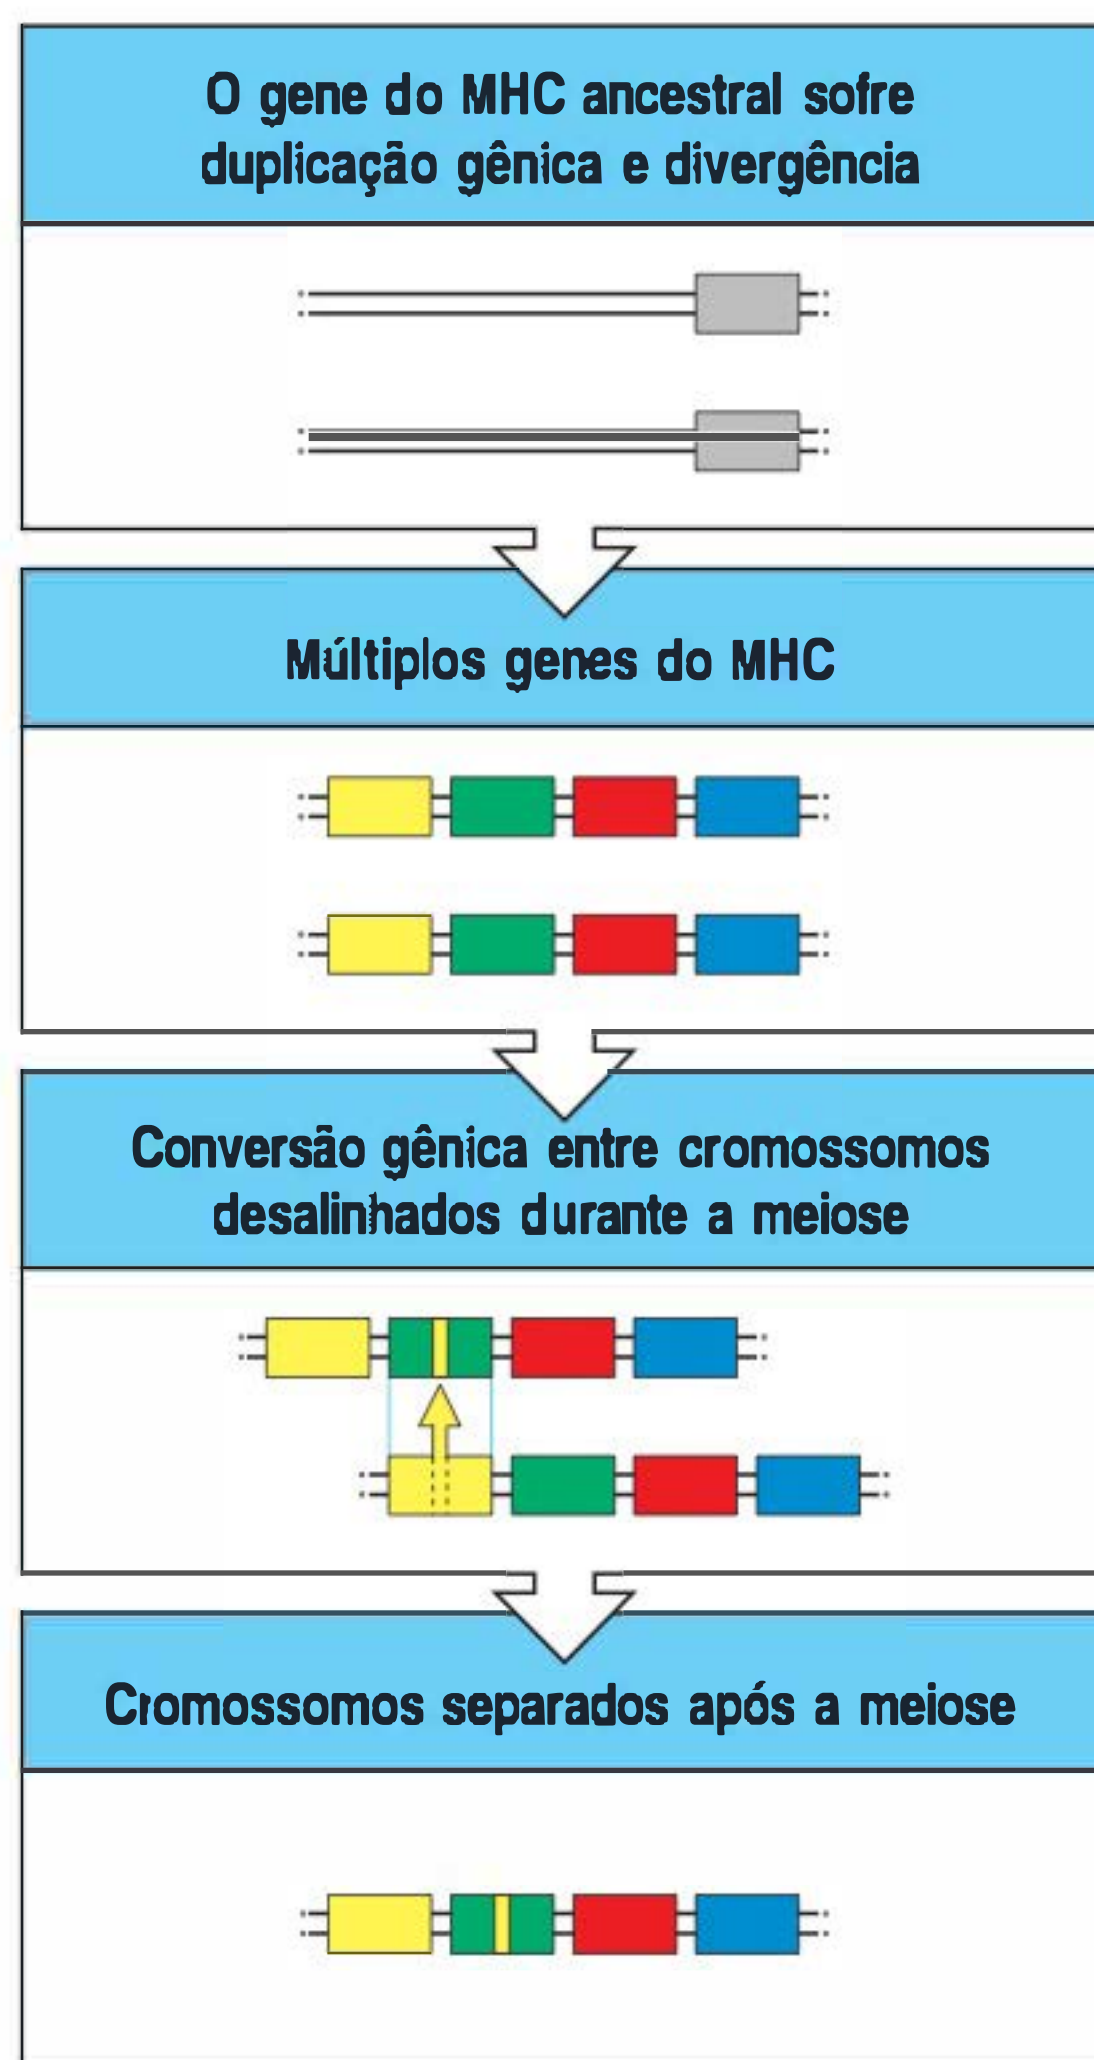 O gene do MHC ancestral sofre
duplicação gênica e divergência
Múltiplos genes do MHC
Conversão gênica entre cromossomos
desalinhados durante a meiose
Cromossomos separados após a meiose